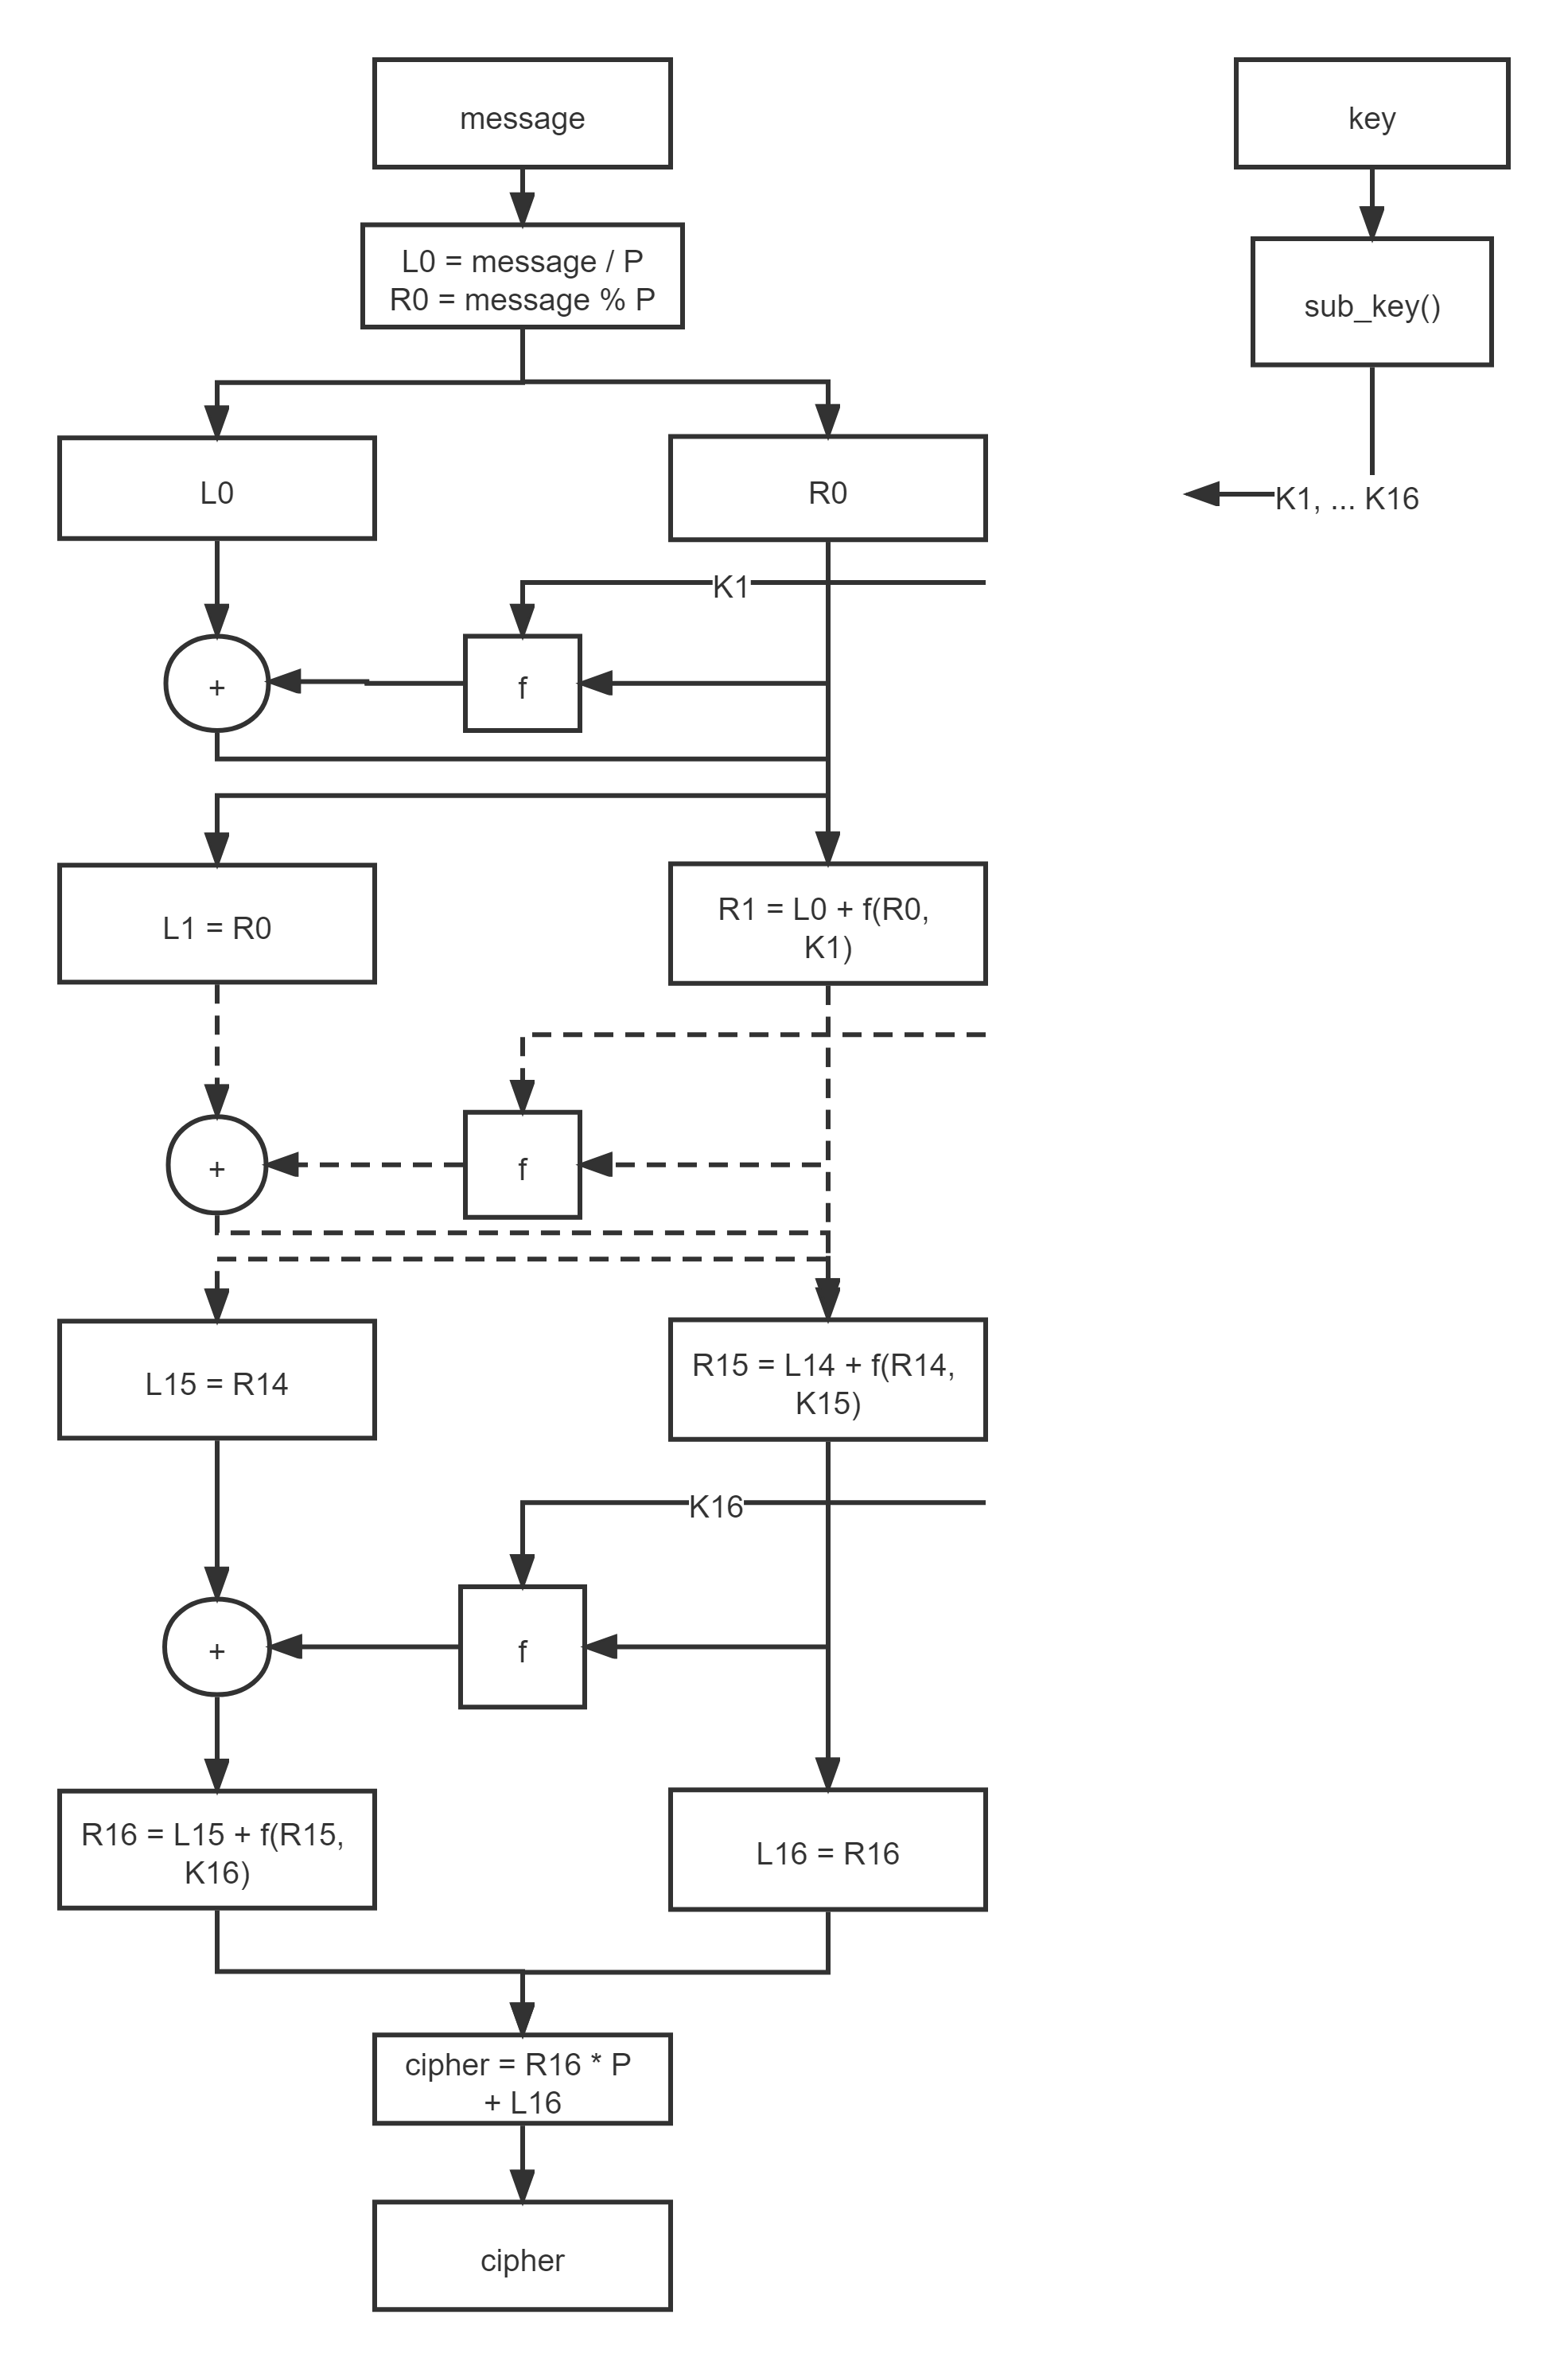 message
key
L0 = message / P
R0 = message % P
sub_key()
L0
R0
K1, ... K16
K1
+
f
L1 = R0
R1 = L0 + f(R0,
K1)
+
f
L15 = R14
R15 = L14 + f(R14,
K15)
K16
+
f
R16 = L15 + f(R15,
K16)
L16 = R16
cipher = R16 * P
+ L16
cipher